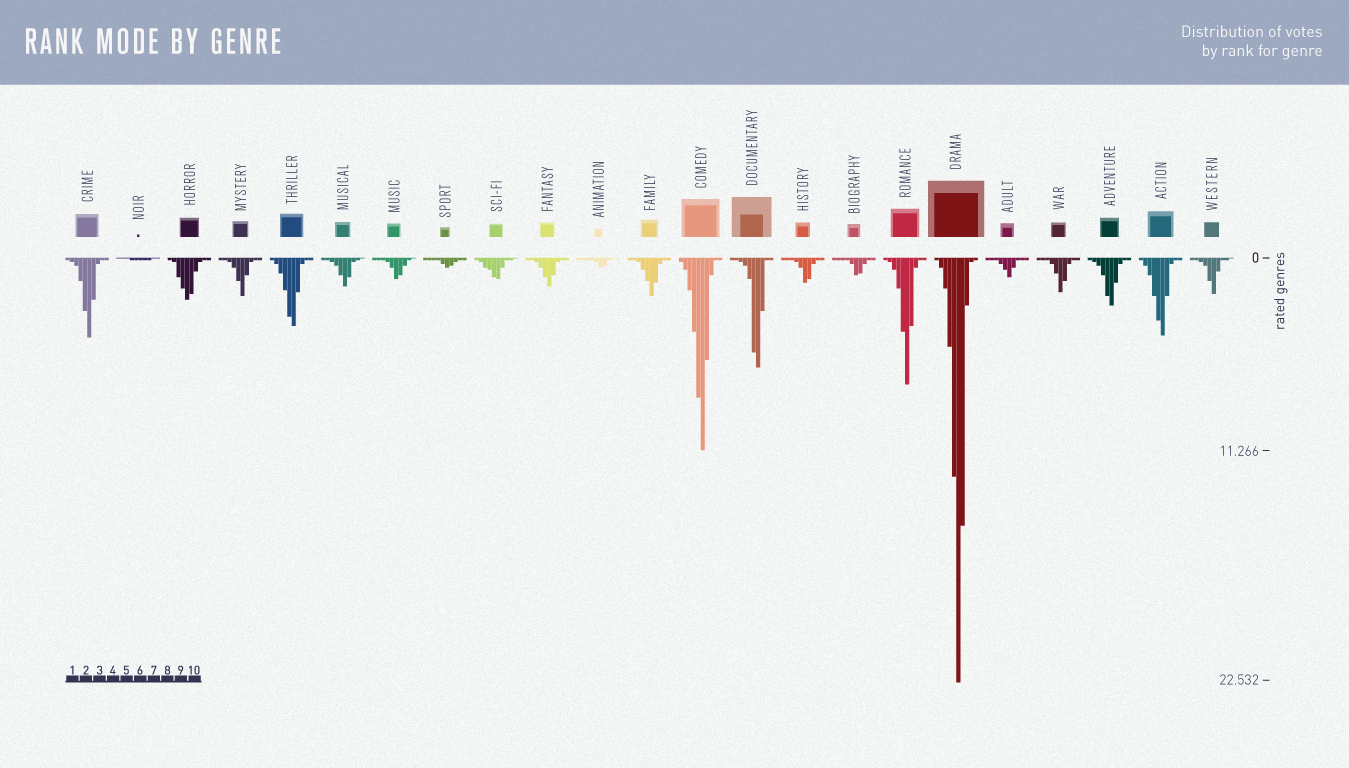 RANK MODE BY GENRE
Distribution of votes
by rank for genre
CRIME
NOIR
HORROR
MYSTERY
THRILLER
MUSICAL
MUSIC
SPORT
SCI-FI
FANTASY
ANIMATION
FAMILY
COMEDY
DOCUMENTARY
HISTORY
BIOGRAPHY
ROMANCE
DRAMA
ADULT
WAR
ADVENTURE
ACTION
WESTERN
0
rated genres
11.266
22.532
1 2 3 4 5 6 7 8 9 10